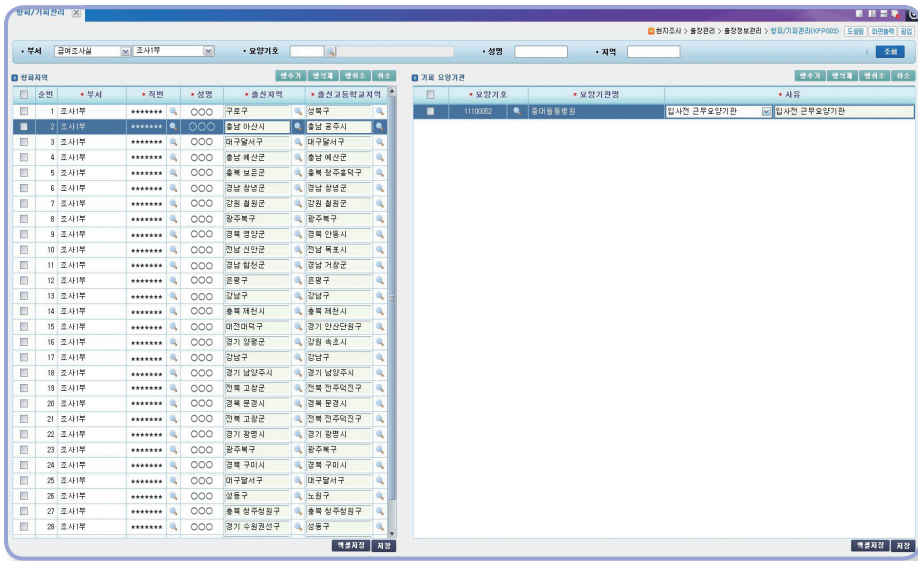 향피/기피관리
현지조사 > 출장관리 > 출장정보관리 > 향피/기피관리(KFP003) 도움말 화면출력 팝업
• 부서 급여조사실 조사1부 • 요양기호 • 성명 • 지역 조회
향피지역 행추가 행삭제 행취소 취소
순번 * 부서 * 직번 * 성명 * 출신지역 * 출신고등학교지역
1 조사1부 ******* ○○○ 구로구 성북구
2 조사1부 ******* ○○○ 충남 아산시 충남 공주시
3 조사1부 ******* ○○○ 대구달서구 대구달서구
4 조사1부 ******* ○○○ 충남 예산군 충남 예산군
5 조사1부 ******* ○○○ 충북 보은군 충북 청주흥덕구
6 조사1부 ******* ○○○ 경남 창녕군 경남 창녕군
7 조사1부 ******* ○○○ 강원 철원군 강원 철원군
8 조사1부 ******* ○○○ 광주북구 광주북구
9 조사1부 ******* ○○○ 경북 영양군 경북 안동시
10 조사1부 ******* ○○○ 전남 신안군 전남 목포시
11 조사1부 ******* ○○○ 경남 합천군 경남 거창군
12 조사1부 ******* ○○○ 은평구 은평구
13 조사1부 ******* ○○○ 강남구 강남구
14 조사1부 ******* ○○○ 충북 제천시 충북 제천시
15 조사1부 ******* ○○○ 대전대덕구 경기 안산단원구
16 조사1부 ******* ○○○ 경기 양평군 강원 속초시
17 조사1부 ******* ○○○ 강남구 강남구
18 조사1부 ******* ○○○ 경기 남양주시 경기 남양주시
19 조사1부 ******* ○○○ 전북 고창군 전북 전주덕진구
20 조사1부 ******* ○○○ 경북 문경시 경북 문경시
21 조사1부 ******* ○○○ 전북 고창군 전북 전주덕진구
22 조사1부 ******* ○○○ 경기 광명시 경기 광명시
23 조사1부 ******* ○○○ 광주북구 광주북구
24 조사1부 ******* ○○○ 경북 구미시 경북 구미시
25 조사1부 ******* ○○○ 대구달서구 대구달서구
26 조사1부 ******* ○○○ 성동구 노원구
27 조사1부 ******* ○○○ 충북 청주청원구 충북 청주청원구
28 조사1부 ******* ○○○ 경기 수원권선구 성동구
엑셀저장 저장
기피 요양기관 행추가 행삭제 행취소 취소
* 요양기호 * 요양기관명 * 사유
11100052 중대필동병원 입사전 근무요양기관 입사전 근무요양기관
엑셀저장 저장